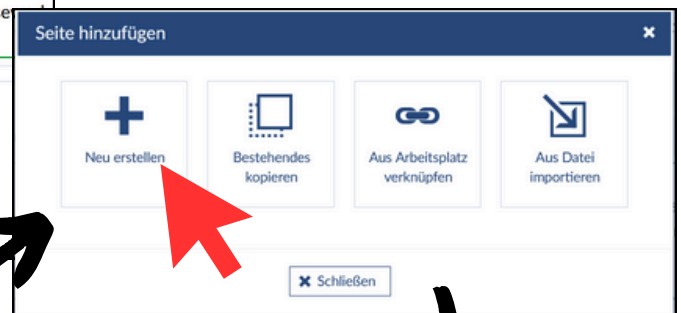 Seite hinzufügen
Neu erstellen
Bestehendes
kopieren
Aus Arbeitsplatz
verknüpfen
Aus Datei
importieren
Schließen